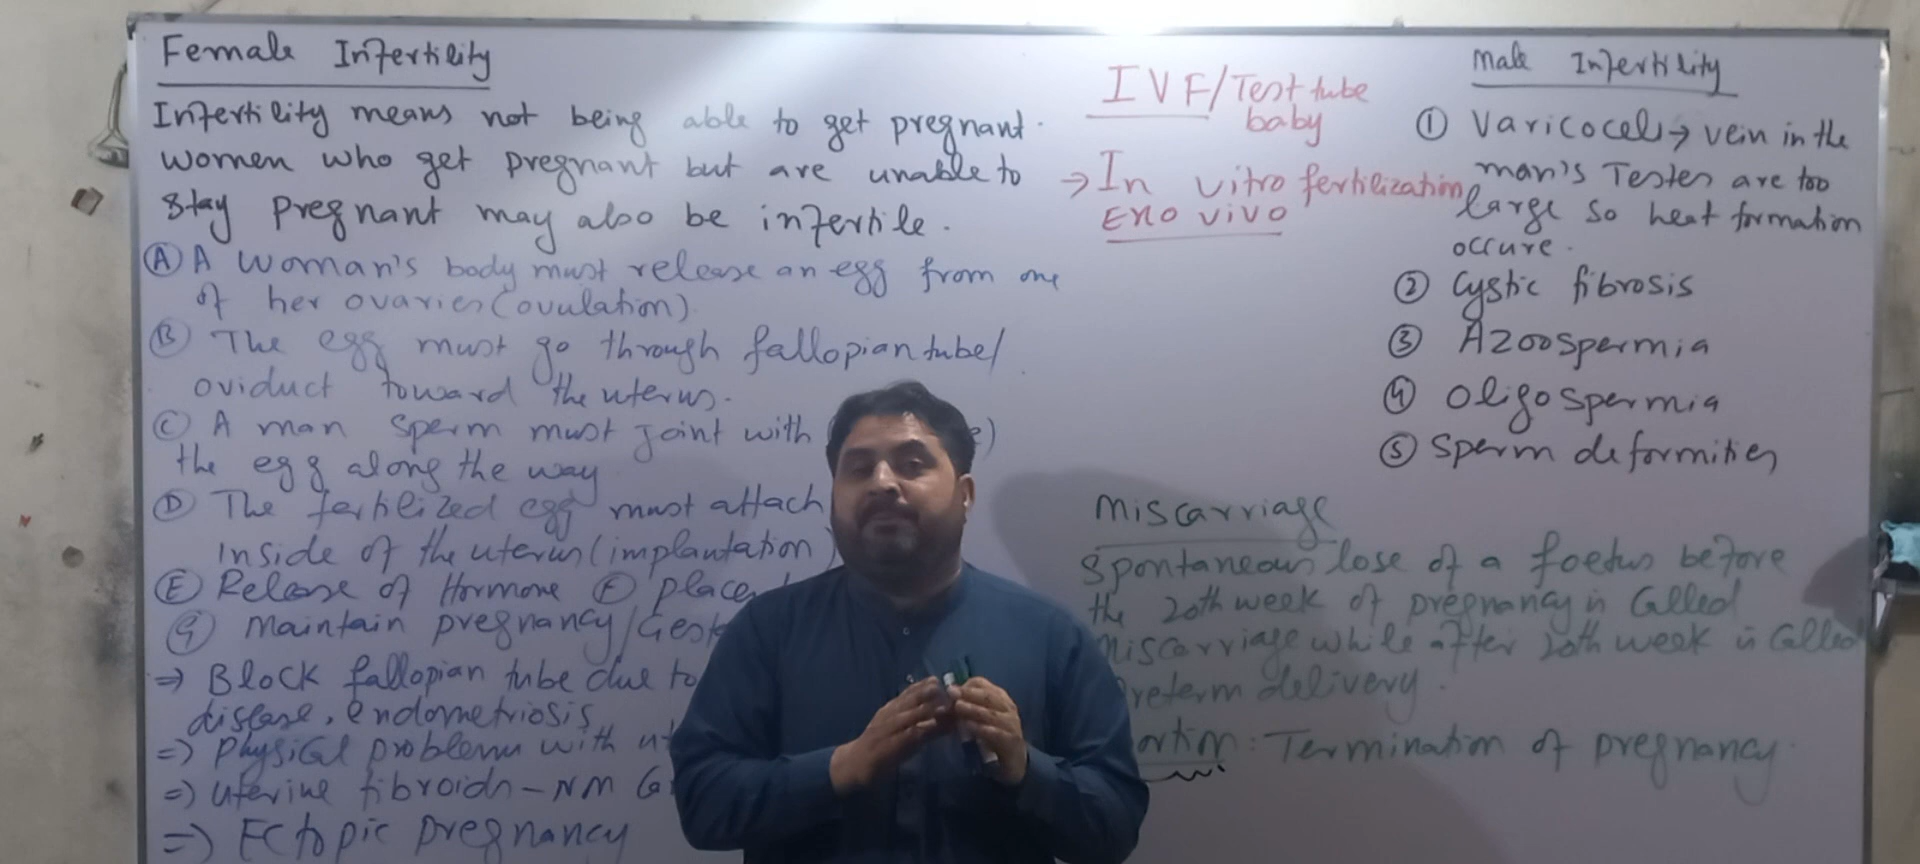 Female Infertility
Infertility means not being able to get pregnant.
women who get pregnant but are unable to
stay pregnant may also be infertile.
(A) A woman's body must release an egg from one
of her ovaries (ovulation)
(B) The egg must go through fallopian tube/
oviduct toward the uterus.
(C) A man sperm must joint with
the egg along the way
(D) The fertilized egg must attach
inside of the uterus (implantation)
(E) Release of Hormone (F)
(G) Maintain pregnancy/
⇒ Block fallopian tube due to
disease, endometriosis
⇒ physical problem with
⇒ uterine fibroids - NM
⇒ Ectopic pregnancy
IVF/Test tube
baby
→ In vitro fertilization
Exo vivo
Male Infertility
① Varicocels → vein in the
man's Testes are too
large so heat formation
occure.
② Cystic fibrosis
③ Azoospermia
④ Oligospermia
⑤ Sperm deformities
Miscarriage
Spontaneous lose of a foetus before
the 20th week of pregnancy is Called
Miscarriage while after 20th week is Called
preterm delivery.
: Termination of pregnancy.